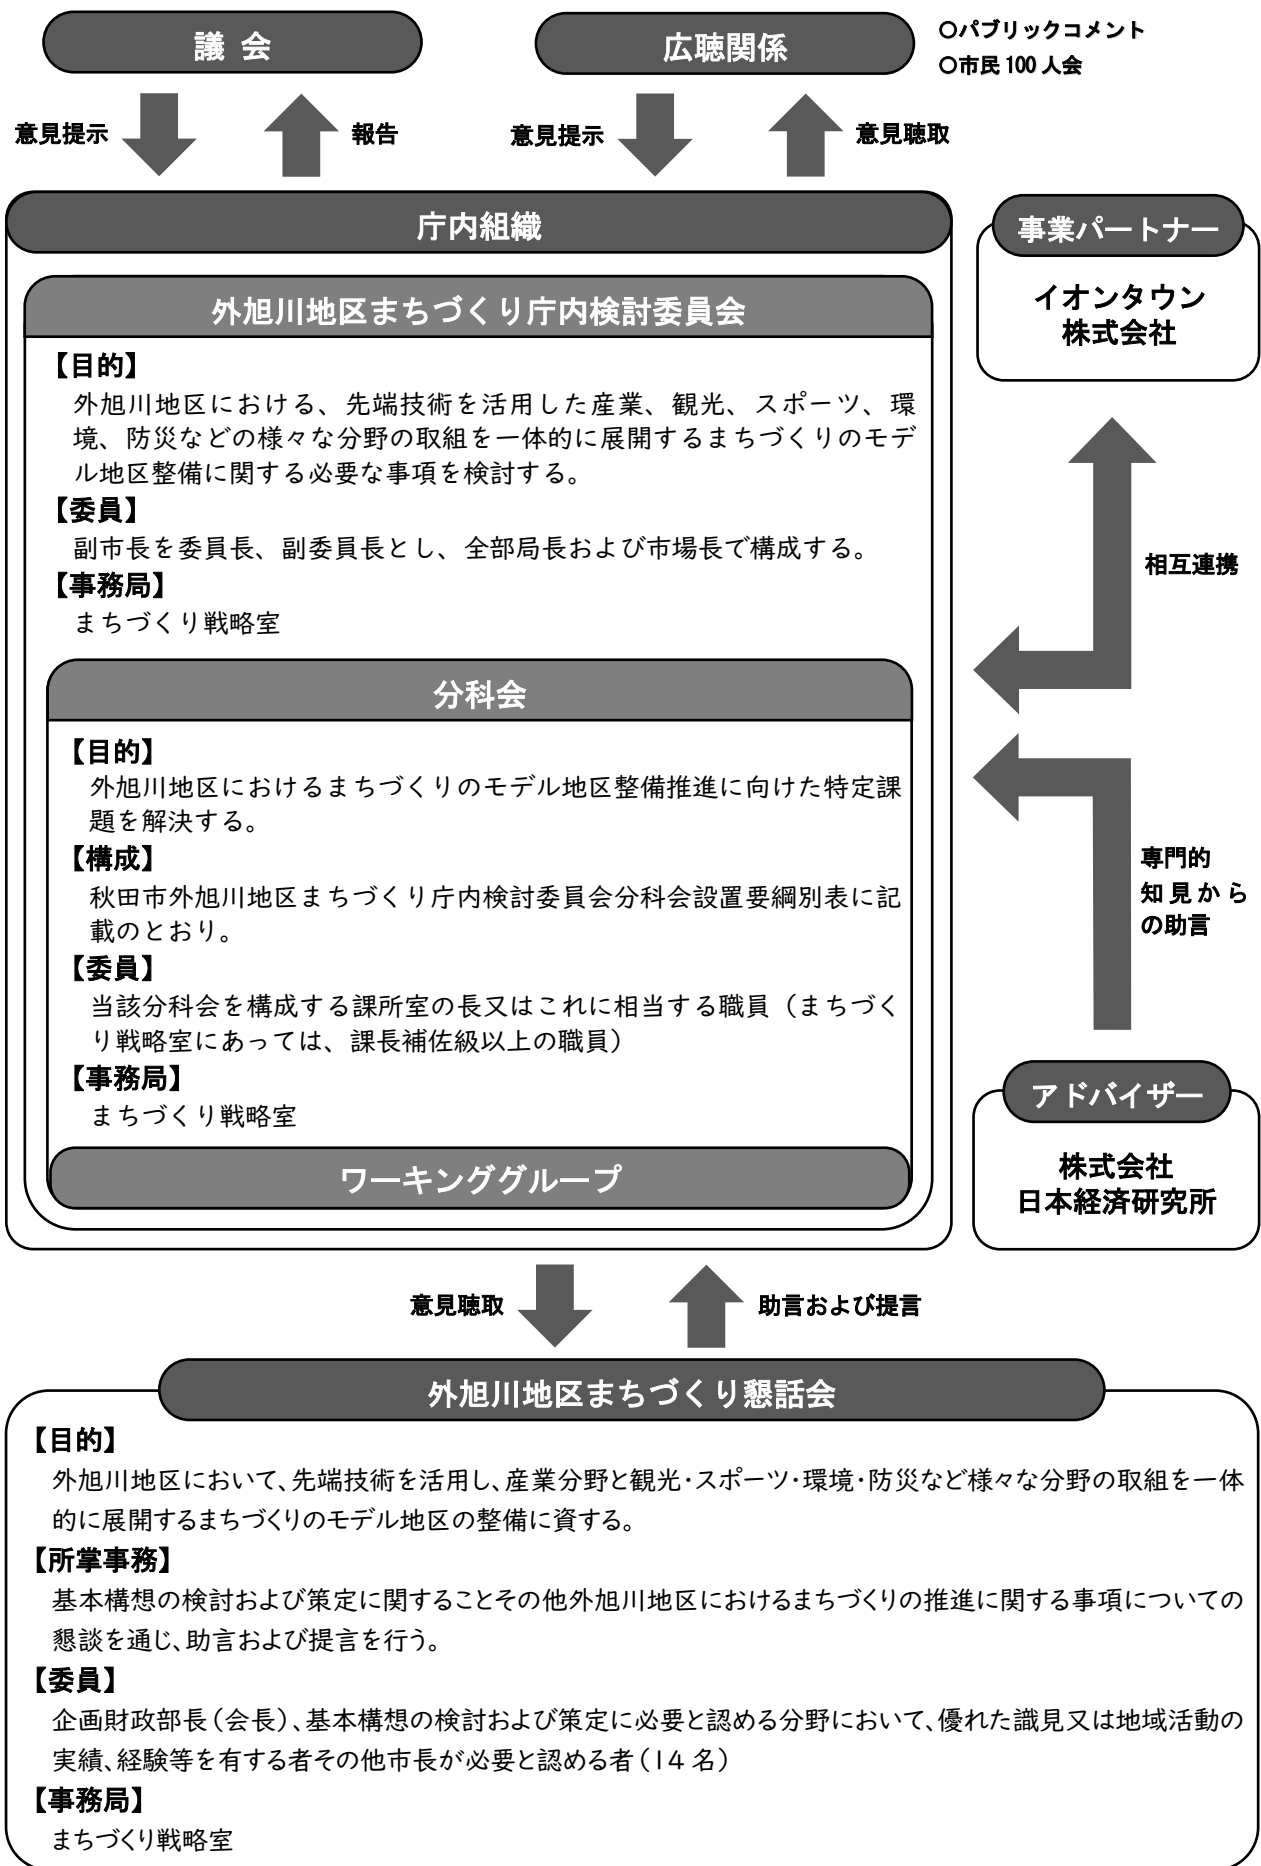 議 会
広聴関係
○パブリックコメント
○市民 100 人会
意見提示
報告
意見提示
意見聴取
庁内組織
外旭川地区まちづくり庁内検討委員会
【目的】
外旭川地区における、先端技術を活用した産業、観光、スポーツ、環
境、防災などの様々な分野の取組を一体的に展開するまちづくりのモデ
ル地区整備に関する必要な事項を検討する。
【委員】
副市長を委員長、副委員長とし、全部局長および市場長で構成する。
【事務局】
まちづくり戦略室
分科会
【目的】
外旭川地区におけるまちづくりのモデル地区整備推進に向けた特定課
題を解決する。
【構成】
秋田市外旭川地区まちづくり庁内検討委員会分科会設置要綱別表に記
載のとおり。
【委員】
当該分科会を構成する課所室の長又はこれに相当する職員（まちづく
り戦略室にあっては、課長補佐級以上の職員）
【事務局】
まちづくり戦略室
ワーキンググループ
事業パートナー
イオンタウン
株式会社
相互連携
専門的
知見から
の助言
アドバイザー
株式会社
日本経済研究所
意見聴取
助言および提言
外旭川地区まちづくり懇話会
【目的】
外旭川地区において、先端技術を活用し、産業分野と観光・スポーツ・環境・防災など様々な分野の取組を一体
的に展開するまちづくりのモデル地区の整備に資する。
【所掌事務】
基本構想の検討および策定に関することその他外旭川地区におけるまちづくりの推進に関する事項についての
懇談を通じ、助言および提言を行う。
【委員】
企画財政部長（会長）、基本構想の検討および策定に必要と認める分野において、優れた識見又は地域活動の
実績、経験等を有する者その他市長が必要と認める者（14 名）
【事務局】
まちづくり戦略室